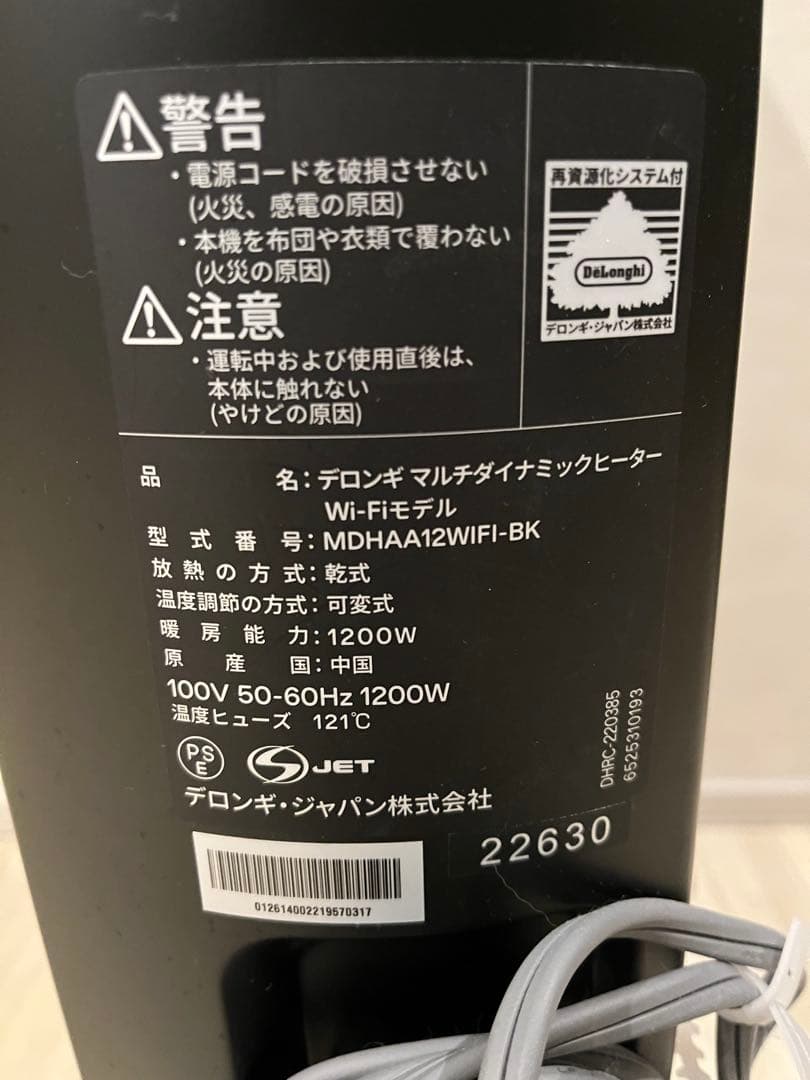 警告
・電源コードを破損させない
(火災、感電の原因)
・本機を布団や衣類で覆わない
(火災の原因)
注意
・運転中および使用直後は、
本体に触れない
(やけどの原因)
再資源化システム付
DēLonghi
デロンギ・ジャパン株式会社
品名:デロンギ マルチダイナミックヒーター
Wi-Fiモデル
型式番号:MDHAA12WIFI-BK
放熱の方式:乾式
温度調節の方式:可変式
暖房能力:1200W
原産国:中国
100V 50-60Hz 1200W
温度ヒューズ 121℃
PSE
JET
デロンギ・ジャパン株式会社
DHRC-220385
6525310193
22630
012614002219570317